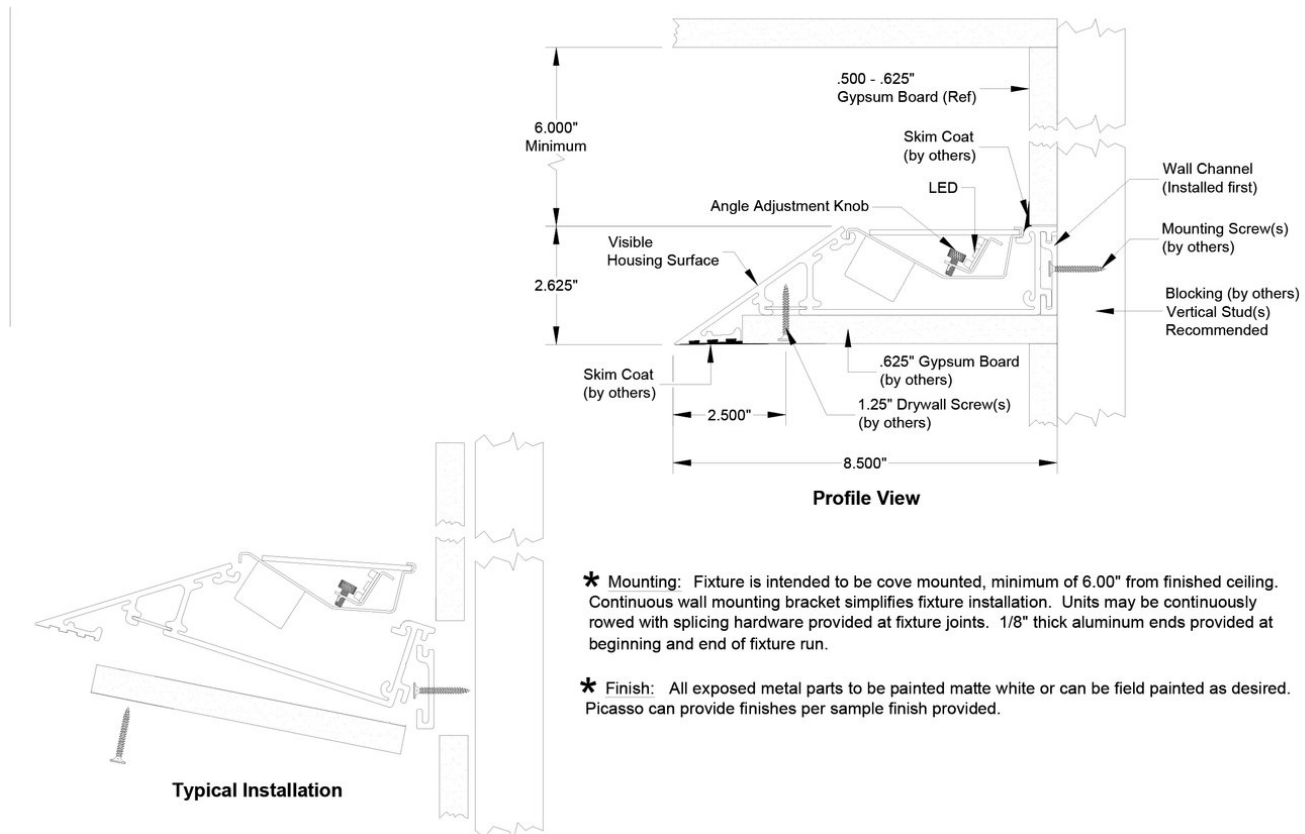 .500 - .625"
Gypsum Board (Ref)
6.000"
Minimum
Skim Coat
(by others)
LED
Wall Channel
(Installed first)
Angle Adjustment Knob
Mounting Screw(s)
(by others)
Visible
Housing Surface
2.625"
Blocking (by others)
Vertical Stud(s)
Recommended
Skim Coat
(by others)
.625" Gypsum Board
(by others)
2.500"
1.25" Drywall Screw(s)
(by others)
8.500"
Profile View
* Mounting: Fixture is intended to be cove mounted, minimum of 6.00" from finished ceiling.
Continuous wall mounting bracket simplifies fixture installation. Units may be continuously
rowed with splicing hardware provided at fixture joints. 1/8" thick aluminum ends provided at
beginning and end of fixture run.
* Finish: All exposed metal parts to be painted matte white or can be field painted as desired.
Picasso can provide finishes per sample finish provided.
Typical Installation